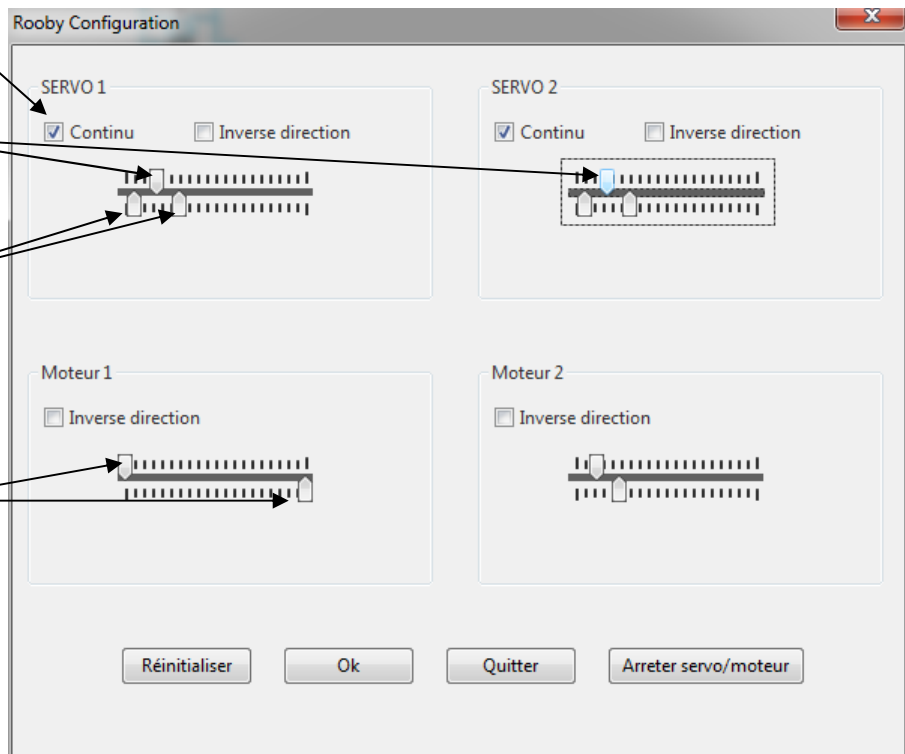 Rooby Configuration
SERVO 1
Continu
Inverse direction
SERVO 2
Continu
Inverse direction
Moteur 1
Inverse direction
Moteur 2
Inverse direction
Réinitialiser
Ok
Quitter
Arreter servo/moteur